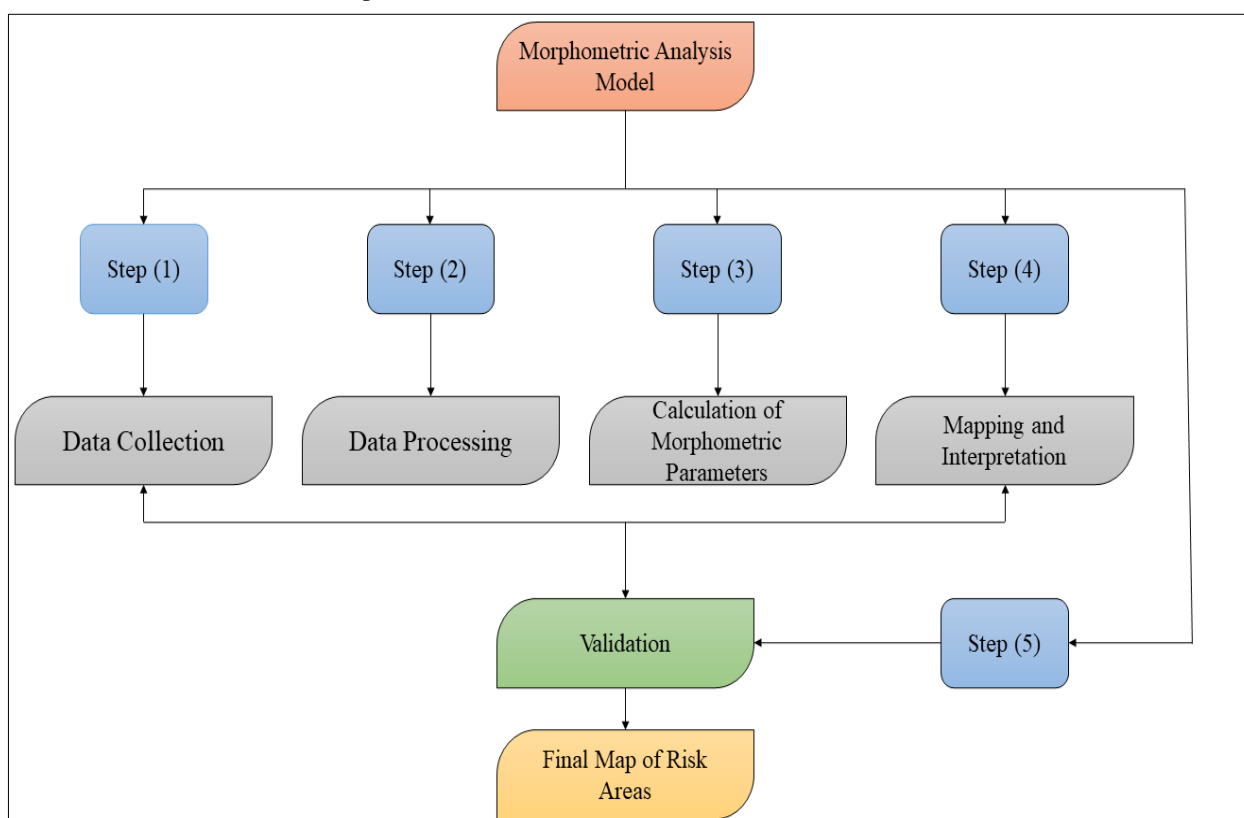 Morphometric Analysis
Model
Step (1)
Step (2)
Step (3)
Step (4)
Data Collection
Data Processing
Calculation of
Morphometric
Parameters
Mapping and
Interpretation
Validation
Step (5)
Final Map of Risk
Areas